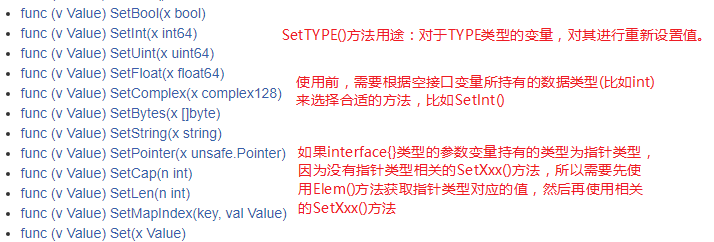 func (v Value) SetBool(x bool)
func (v Value) SetInt(x int64)
func (v Value) SetUint(x uint64)
func (v Value) SetFloat(x float64)
func (v Value) SetComplex(x complex128)
func (v Value) SetBytes(x []byte)
func (v Value) SetString(x string)
func (v Value) SetPointer(x unsafe.Pointer)
func (v Value) SetCap(n int)
func (v Value) SetLen(n int)
func (v Value) SetMapIndex(key, val Value)
func (v Value) Set(x Value)
SetTYPE()方法用途：对于TYPE类型的变量，对其进行重新设置值。
使用前，需要根据空接口变量所持有的数据类型(比如int)
来选择合适的方法，比如SetInt()
如果interface{}类型的参数变量持有的类型为指针类型，
因为没有指针类型相关的SetXxx()方法，所以需要先使
用Elem()方法获取指针类型对应的值，然后再使用相关
的SetXxx()方法